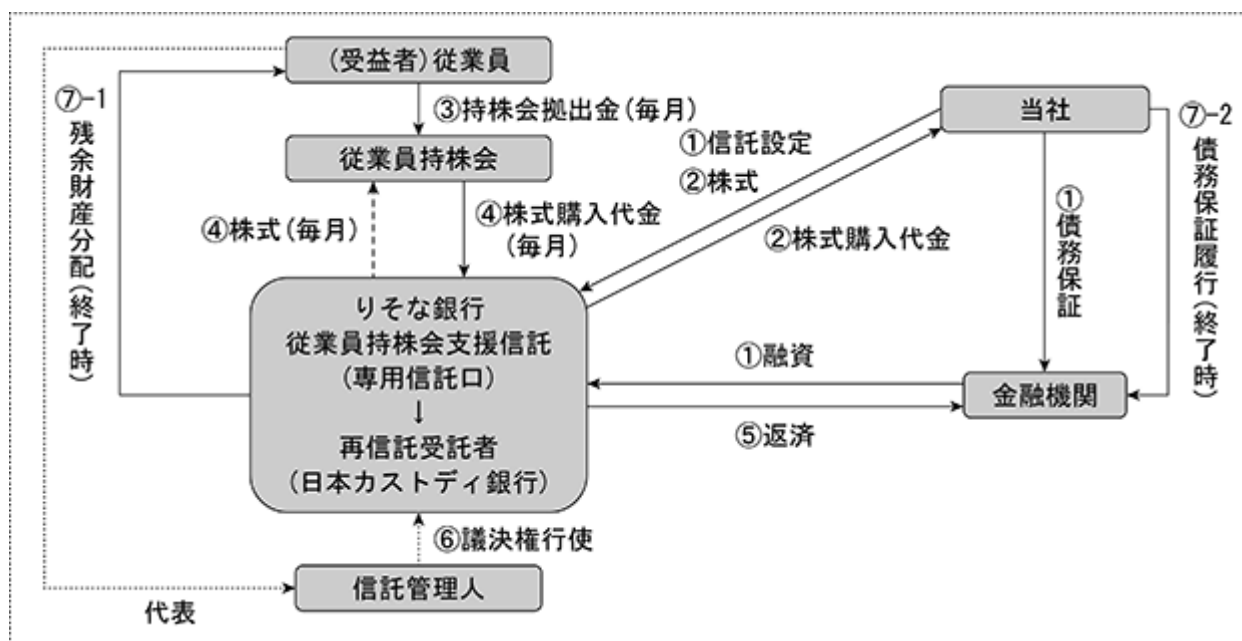 (受益者)従業員
③持株会拠出金(毎月)
従業員持株会
④株式(毎月)
④株式購入代金
(毎月)
⑦-1
残余財産分配(終了時)
当社
①信託設定
②株式
②株式購入代金
①債務保証
⑦-2
債務保証履行(終了時)
りそな銀行
従業員持株会支援信託
(専用信託口)
↓
再信託受託者
(日本カストディ銀行)
①融資
⑤返済
金融機関
⑥議決権行使
信託管理人
代表